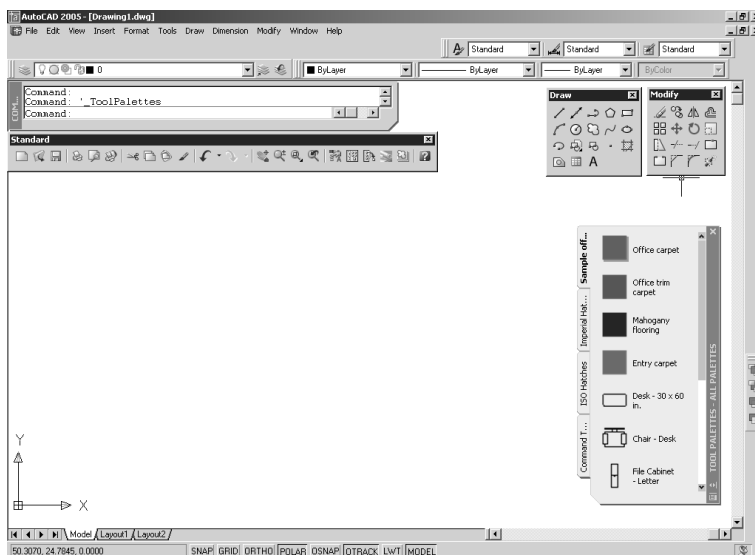 AutoCAD 2005 - [Drawing1.dwg]
File Edit View Insert Format Tools Draw Dimension Modify Window Help
Standard Standard Standard
0 ByLayer ByLayer ByLayer ByColor
COM...
Command:
Command: '_ToolPalettes
Command:
Draw
Modify
Standard
A
Sample off...
Imperial Hat...
ISO Hatches
Command T...
Office carpet
Office trim
carpet
Mahogany
flooring
Entry carpet
Desk - 30 x 60
in.
Chair - Desk
File Cabinet
- Letter
TOOL PALETTES - ALL PALETTES
Y
X
Model Layout1 Layout2
50.3070, 24.7845, 0.0000 SNAP GRID ORTHO POLAR OSNAP OTRACK LWT MODEL